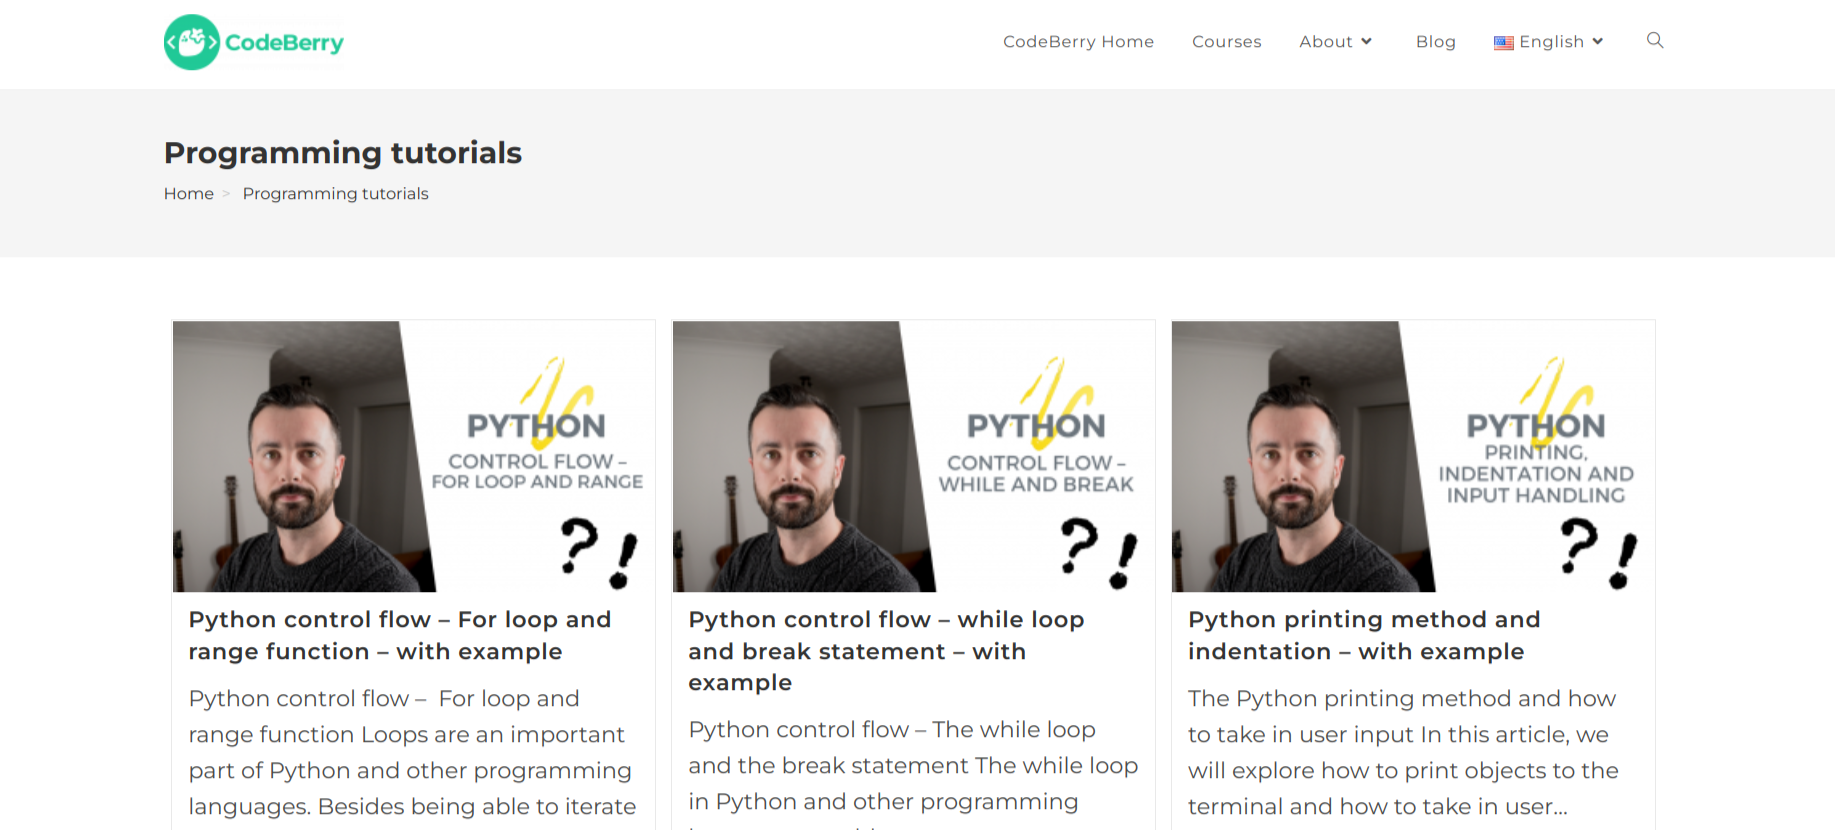 CodeBerry
CodeBerry Home Courses About Blog English
Programming tutorials
Home > Programming tutorials
PYTHON
CONTROL FLOW –
FOR LOOP AND RANGE
?!
Python control flow – For loop and
range function – with example
Python control flow –  For loop and
range function Loops are an important
part of Python and other programming
languages. Besides being able to iterate
PYTHON
CONTROL FLOW –
WHILE AND BREAK
?!
Python control flow – while loop
and break statement – with
example
Python control flow – The while loop
and the break statement The while loop
in Python and other programming
PYTHON
PRINTING,
INDENTATION AND
INPUT HANDLING
?!
Python printing method and
indentation – with example
The Python printing method and how
to take in user input In this article, we
will explore how to print objects to the
terminal and how to take in user...